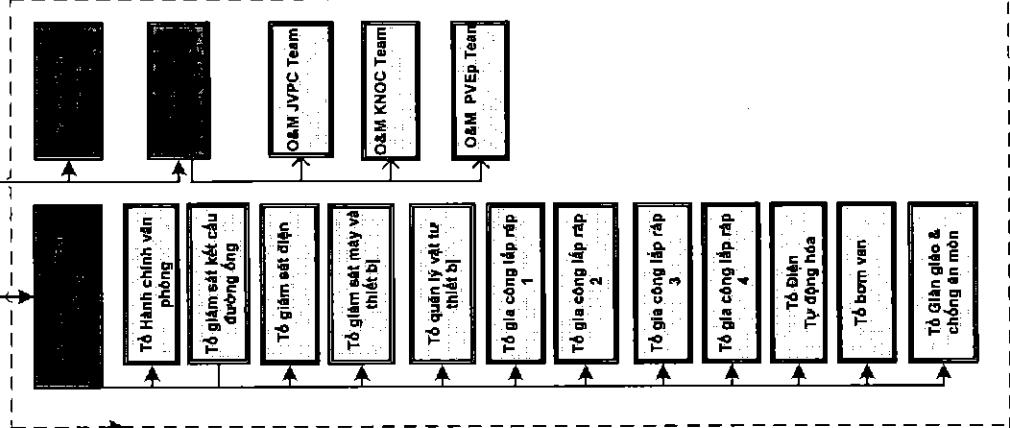 O&M JVPC Team
O&M KNOC Team
O&M PVEp Team
Tổ Hành chính văn
phòng
Tổ giám sát kết cấu
đường ống
Tổ giám sát điện
Tổ giám sát máy và
thiết bị
Tổ quản lý vật tư
thiết bị
Tổ gia công lắp ráp
1
Tổ gia công lắp ráp
2
Tổ gia công lắp ráp
3
Tổ gia công lắp ráp
4
Tổ Điện
Tự động hóa
Tổ bơm van
Tổ Giàn giáo &
chống ăn mòn